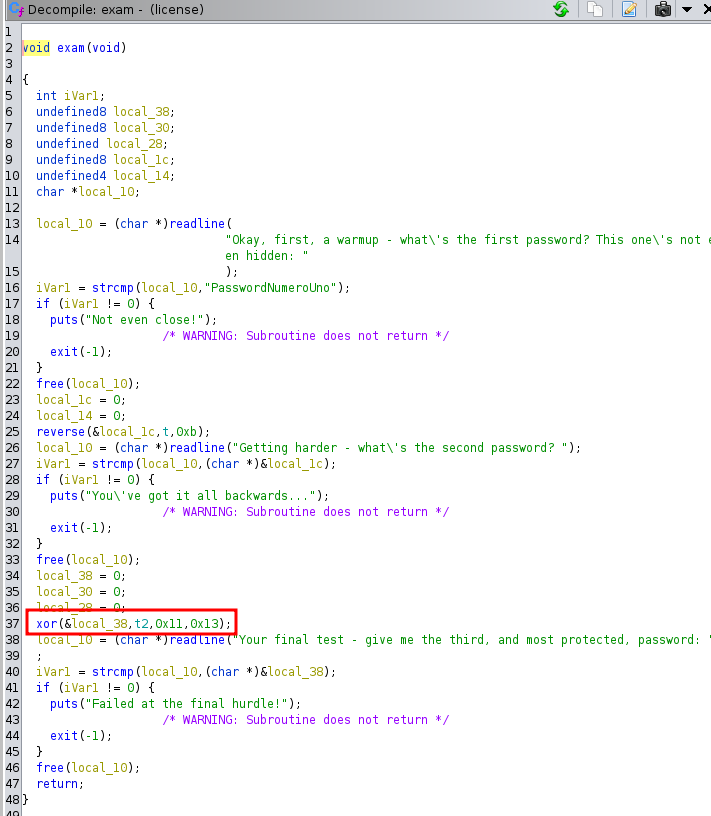 Decompile: exam - (license)
1
2 void exam(void)
3
4 {
5 int iVar1;
6 undefined8 local_38;
7 undefined8 local_30;
8 undefined local_28;
9 undefined8 local_1c;
10 undefined4 local_14;
11 char *local_10;
12
13 local_10 = (char *)readline(
14 "Okay, first, a warmup - what\'s the first password? This one\'s not e
en hidden: "
15 );
16 iVar1 = strcmp(local_10,"PasswordNumeroUno");
17 if (iVar1 != 0) {
18 puts("Not even close!");
19 /* WARNING: Subroutine does not return */
20 exit(-1);
21 }
22 free(local_10);
23 local_1c = 0;
24 local_14 = 0;
25 reverse(&local_1c,t,0xb);
26 local_10 = (char *)readline("Getting harder - what\'s the second password? ");
27 iVar1 = strcmp(local_10,(char *)&local_1c);
28 if (iVar1 != 0) {
29 puts("You\'ve got it all backwards...");
30 /* WARNING: Subroutine does not return */
31 exit(-1);
32 }
33 free(local_10);
34 local_38 = 0;
35 local_30 = 0;
36 local_28 = 0;
37 xor(&local_38,t2,0x11,0x13);
38 local_10 = (char *)readline("Your final test - give me the third, and most protected, password: "
39 ;
40 iVar1 = strcmp(local_10,(char *)&local_38);
41 if (iVar1 != 0) {
42 puts("Failed at the final hurdle!");
43 /* WARNING: Subroutine does not return */
44 exit(-1);
45 }
46 free(local_10);
47 return;
48 }
49